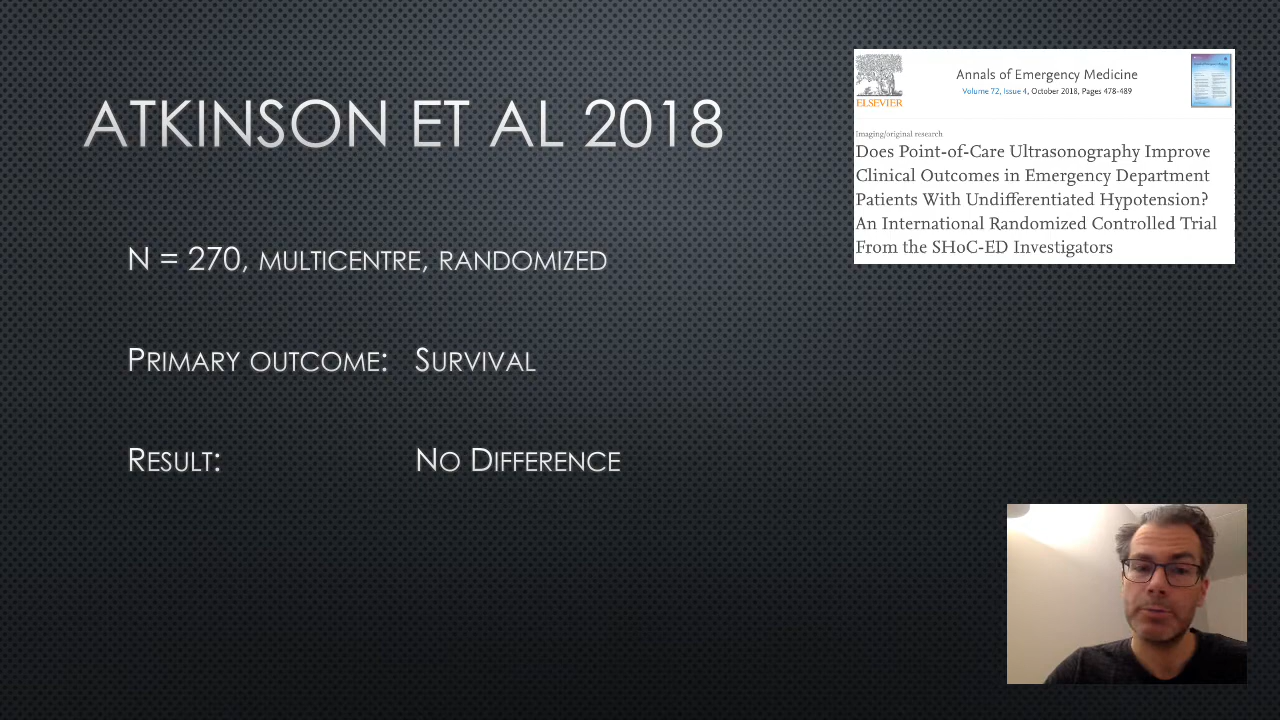 ATKINSON ET AL 2018
N = 270, MULTICENTRE, RANDOMIZED
PRIMARY OUTCOME: SURVIVAL
RESULT: NO DIFFERENCE
ELSEVIER
Annals of Emergency Medicine
Volume 72, Issue 4, October 2018, Pages 478-489
Imaging/original research
Does Point-of-Care Ultrasonography Improve
Clinical Outcomes in Emergency Department
Patients With Undifferentiated Hypotension?
An International Randomized Controlled Trial
From the SHoC-ED Investigators